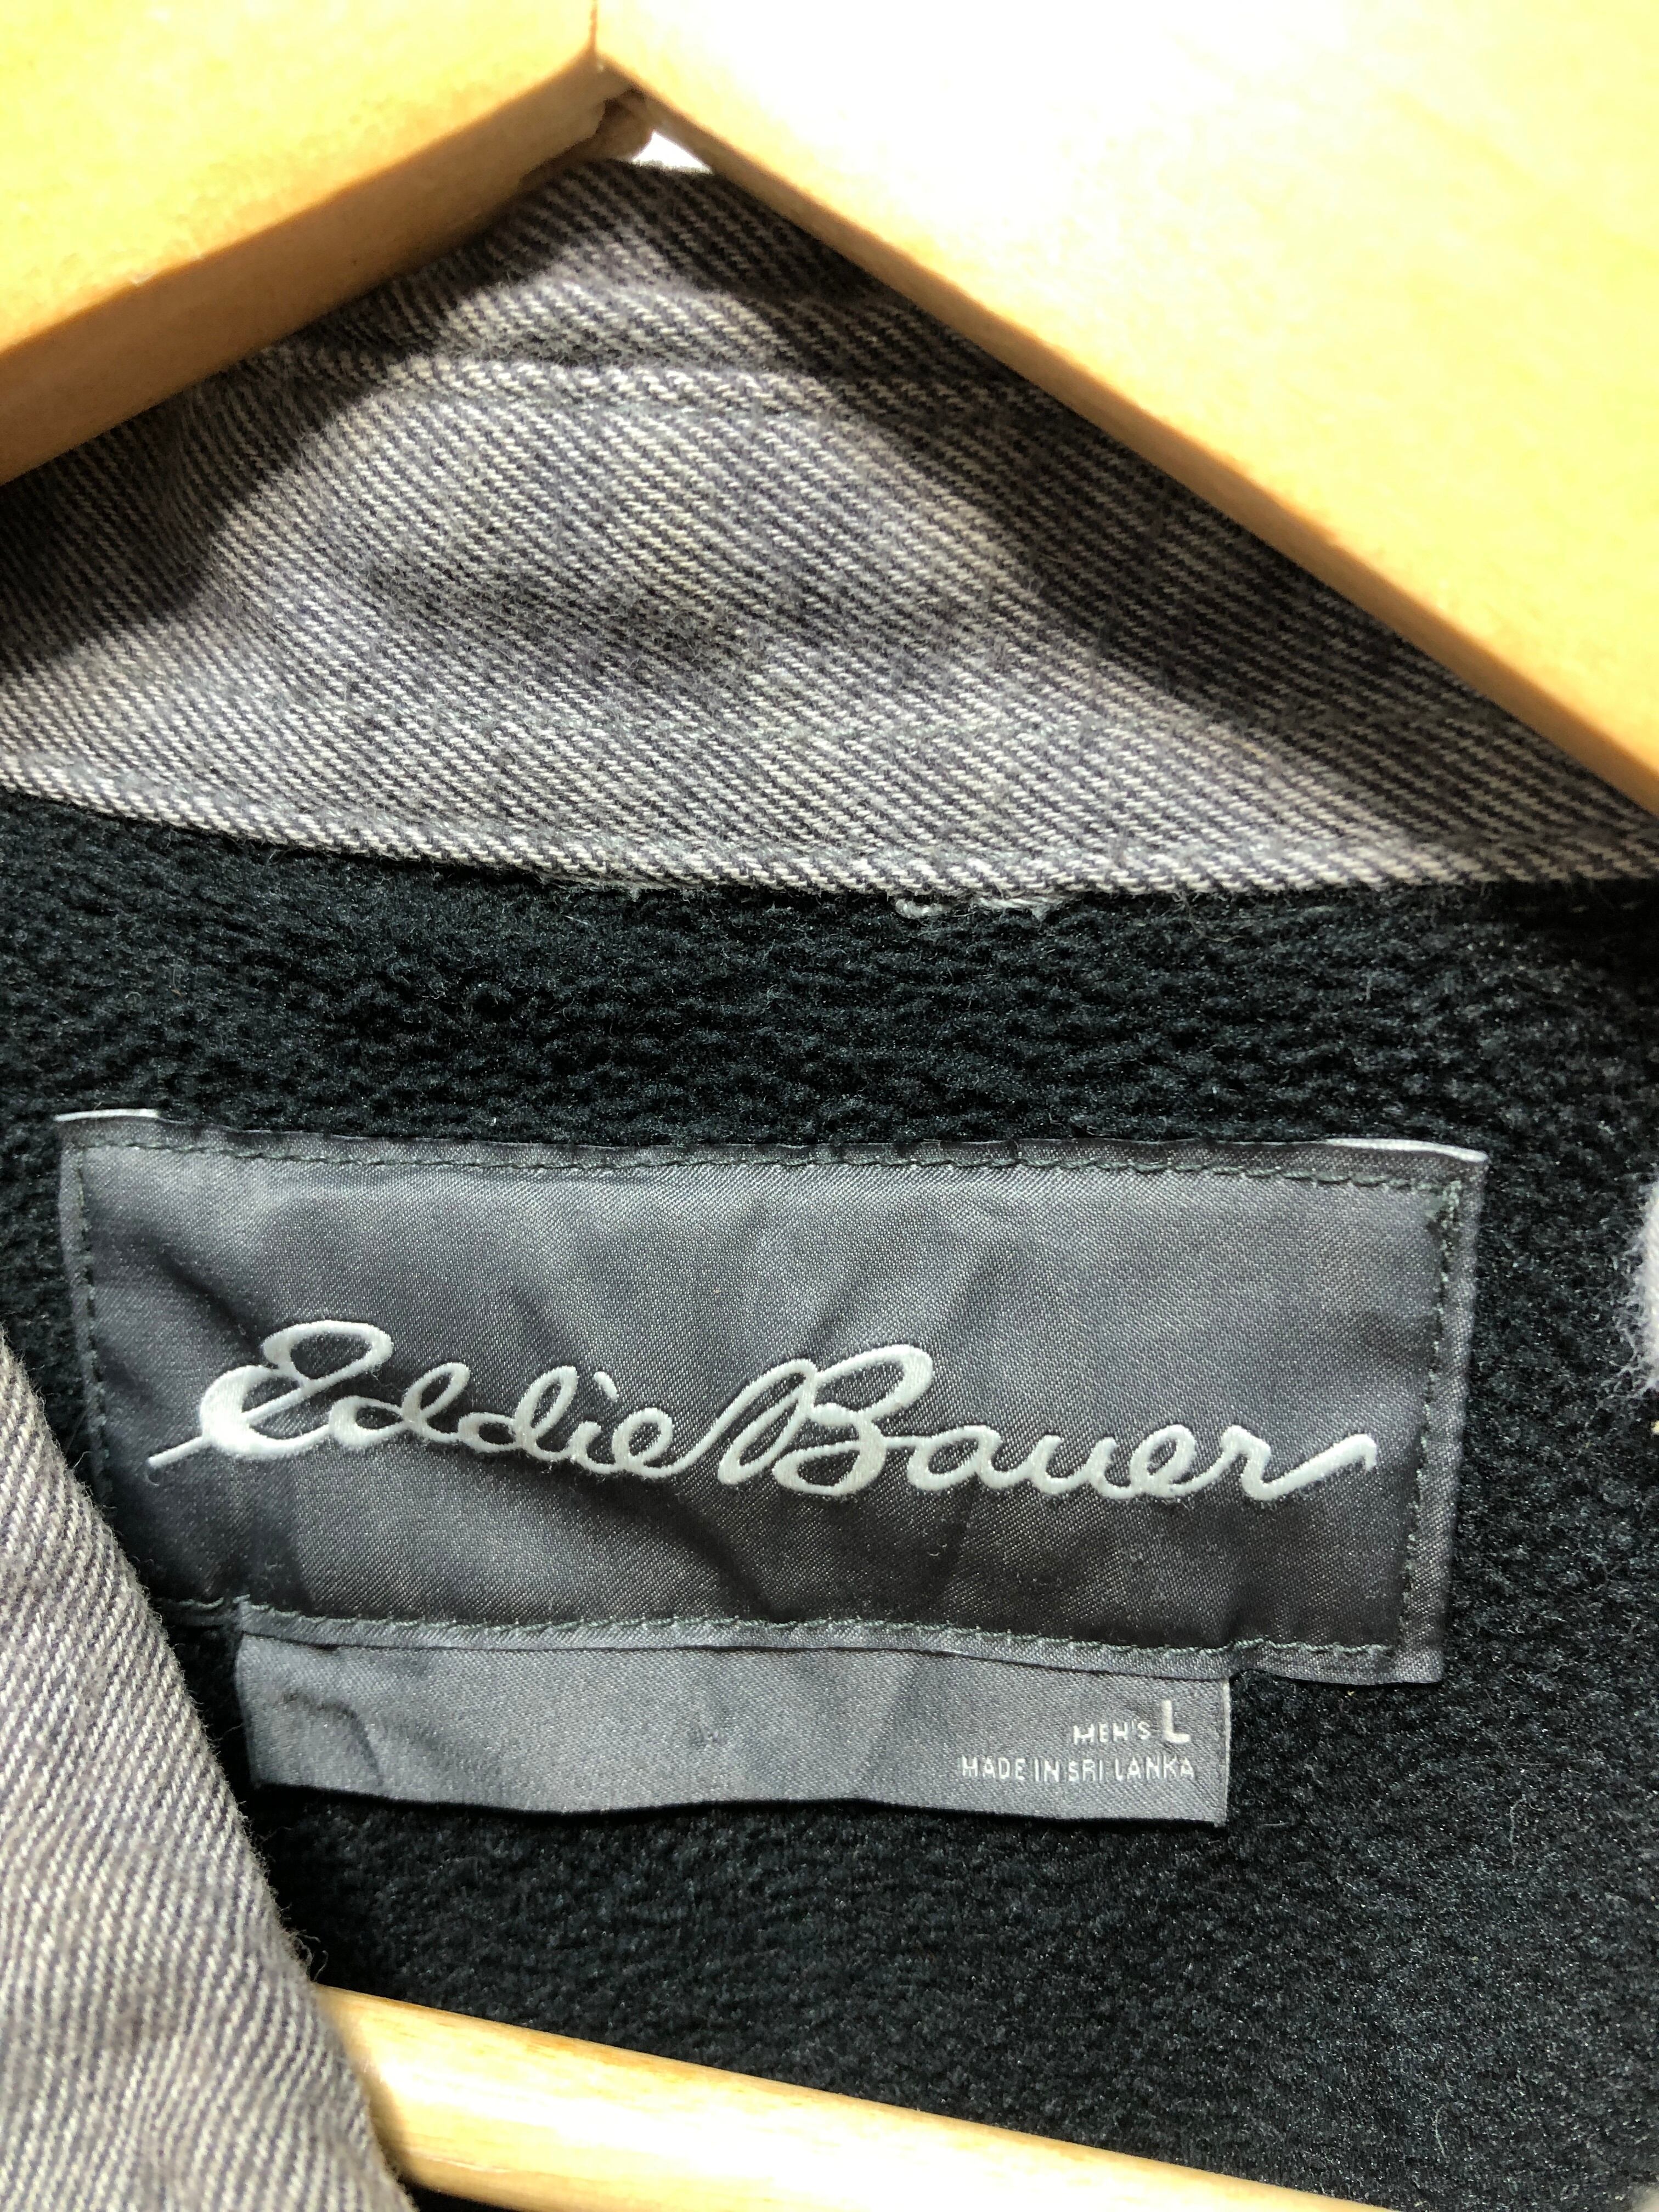 Eddie Bauer
MEN'S L
MADE IN SRI LANKA